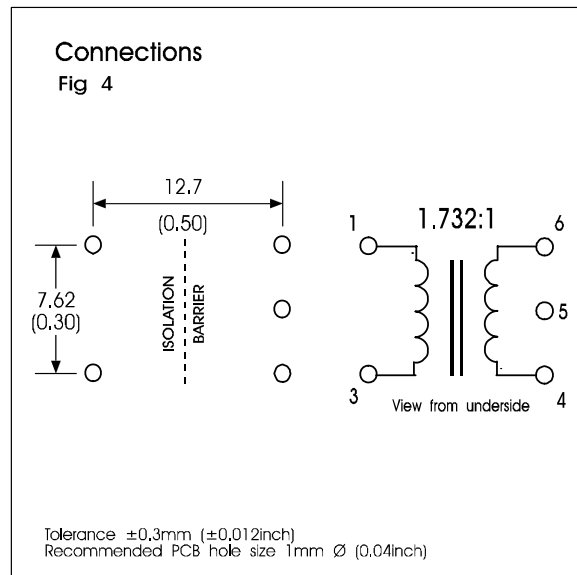 Connections
Fig 4
12.7
(0.50)
7.62
(0.30)
ISOLATION
BARRIER
1.732:1
1
6
5
3
4
View from underside
Tolerance ±0.3mm (±0.012inch)
Recommended PCB hole size 1mm Ø (0.04inch)